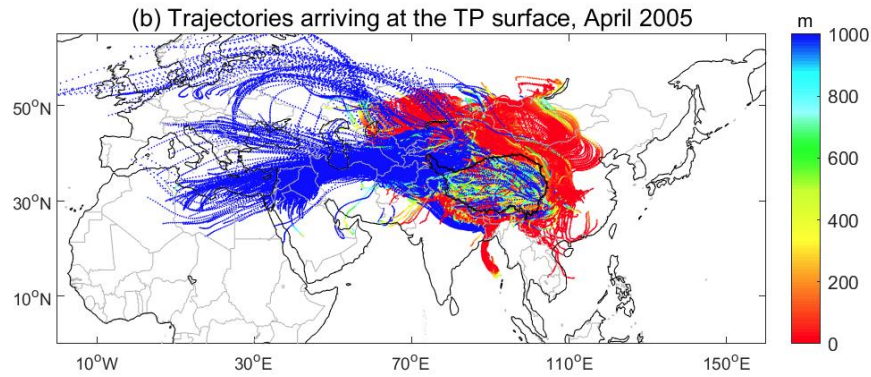 (b) Trajectories arriving at the TP surface, April 2005
m
1000
800
600
400
200
0
50°N
30°N
10°N
10°W
30°E
70°E
110°E
150°E